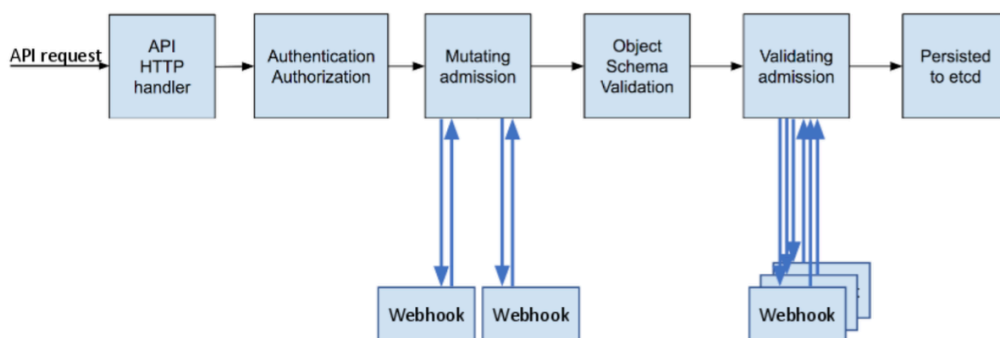 API request
API
HTTP
handler
Authentication
Authorization
Mutating
admission
Object
Schema
Validation
Validating
admission
Persisted
to etcd
Webhook
Webhook
Webhook